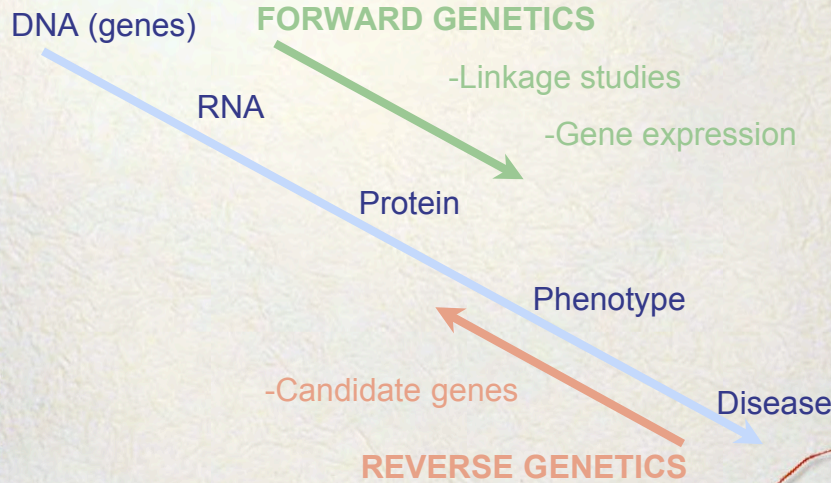 DNA (genes)
FORWARD GENETICS
-Linkage studies
RNA
-Gene expression
Protein
Phenotype
-Candidate genes
Disease
REVERSE GENETICS